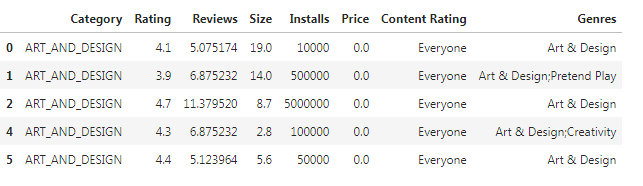 Category Rating Reviews Size Installs Price Content Rating Genres
0 ART_AND_DESIGN 4.1 5.075174 19.0 10000 0.0 Everyone Art & Design
1 ART_AND_DESIGN 3.9 6.875232 14.0 500000 0.0 Everyone Art & Design;Pretend Play
2 ART_AND_DESIGN 4.7 11.379520 8.7 5000000 0.0 Everyone Art & Design
4 ART_AND_DESIGN 4.3 6.875232 2.8 100000 0.0 Everyone Art & Design;Creativity
5 ART_AND_DESIGN 4.4 5.123964 5.6 50000 0.0 Everyone Art & Design